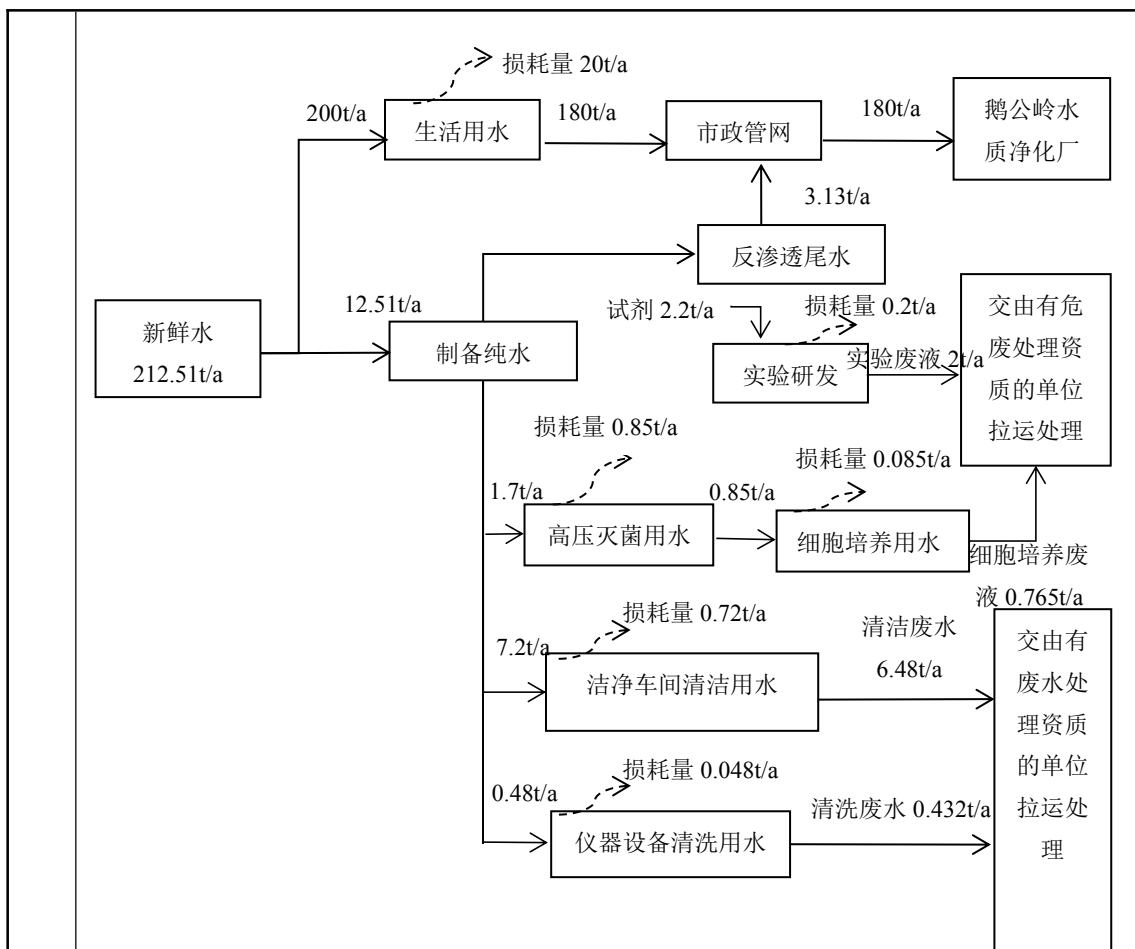 损耗量 20t/a
200t/a
生活用水
180t/a
市政管网
180t/a
鹅公岭水
质净化厂
3.13t/a
反渗透尾水
新鲜水
212.51t/a
12.51t/a
制备纯水
试剂 2.2t/a
损耗量 0.2t/a
实验研发
实验废液 2t/a
交由有危
废处理资
质的单位
拉运处理
损耗量 0.85t/a
1.7t/a
高压灭菌用水
0.85t/a
损耗量 0.085t/a
细胞培养用水
细胞培养废
液 0.765t/a
损耗量 0.72t/a
7.2t/a
洁净车间清洁用水
清洁废水
6.48t/a
交由有
废水处
理资质
的单位
拉运处
理
损耗量 0.048t/a
0.48t/a
仪器设备清洗用水
清洗废水 0.432t/a